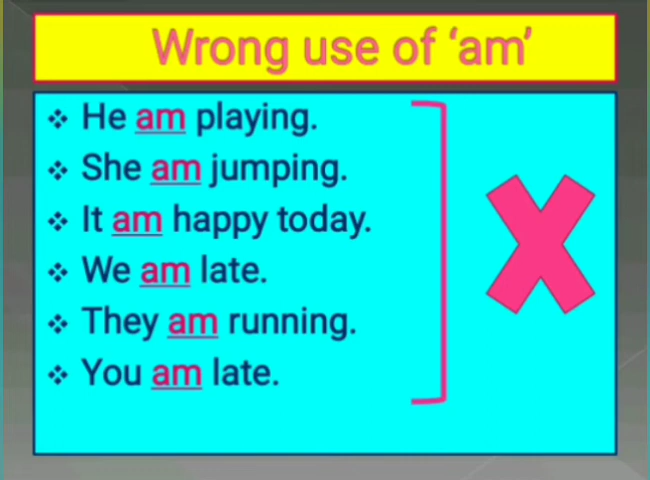 Wrong use of ‘am’
He am playing.
She am jumping.
It am happy today.
We am late.
They am running.
You am late.